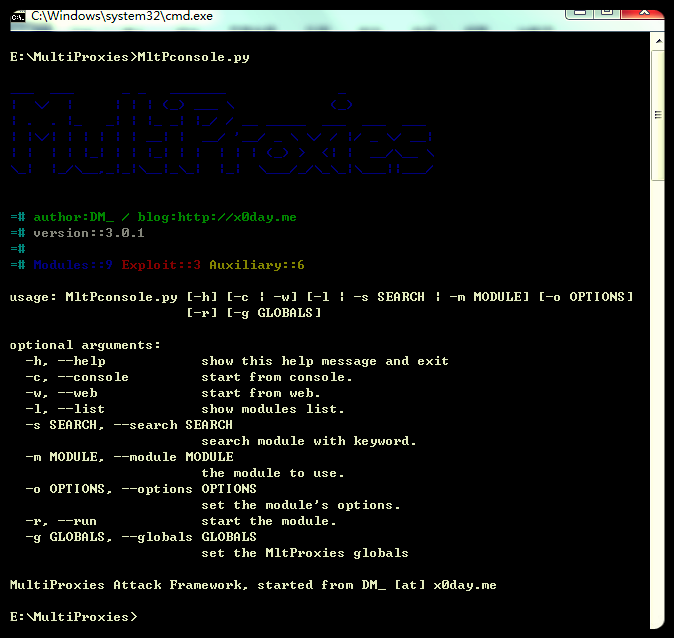 C:\Windows\system32\cmd.exe
E:\MultiProxies>MltPconsole.py
MultiProxies
=# author:DM_ / blog:http://x0day.me
=# version::3.0.1
=#
=# Modules::9 Exploit::3 Auxiliary::6
usage: MltPconsole.py [-h] [-c | -w] [-l | -s SEARCH | -m MODULE] [-o OPTIONS]
[-r] [-g GLOBALS]
optional arguments:
-h, --help show this help message and exit
-c, --console start from console.
-w, --web start from web.
-l, --list show modules list.
-s SEARCH, --search SEARCH
search module with keyword.
-m MODULE, --module MODULE
the module to use.
-o OPTIONS, --options OPTIONS
set the module's options.
-r, --run start the module.
-g GLOBALS, --globals GLOBALS
set the MltProxies globals
MultiProxies Attack Framework, started from DM_ [at] x0day.me
E:\MultiProxies>